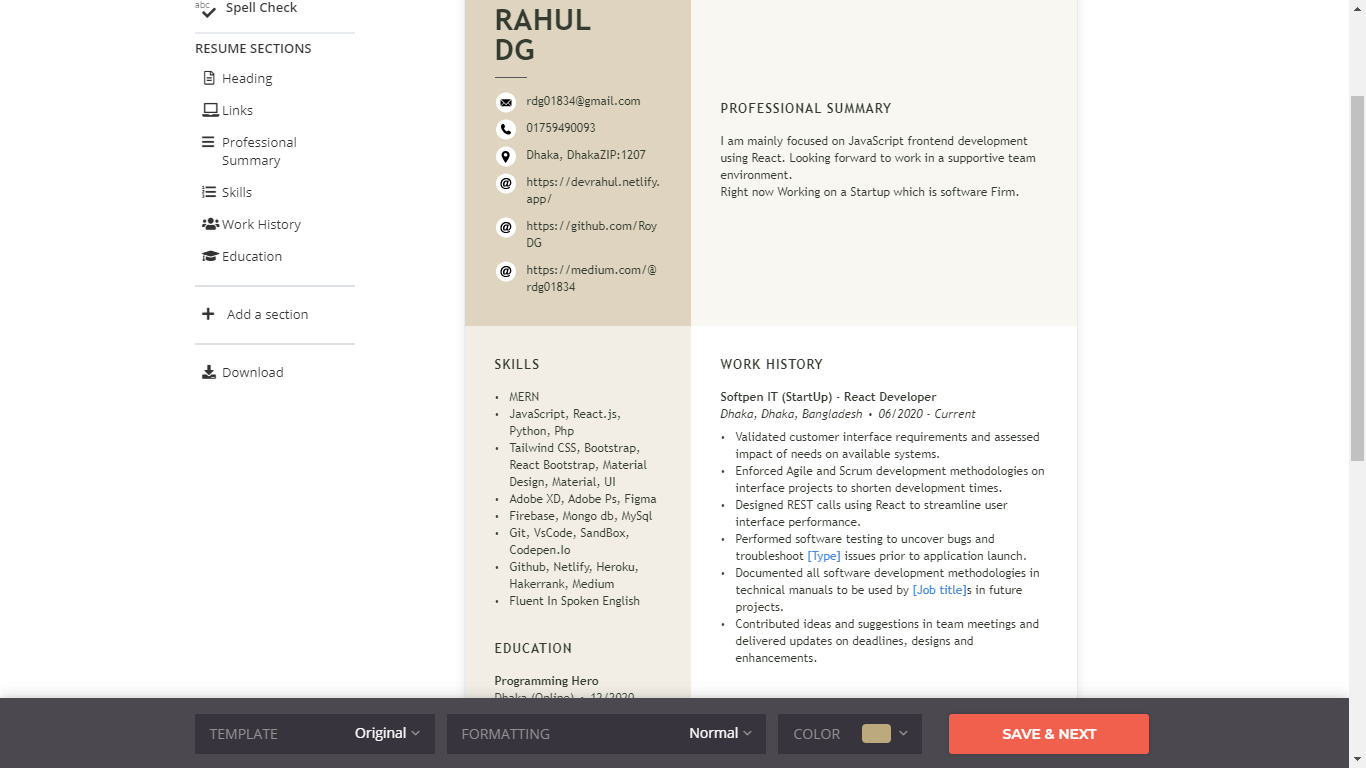 abc
Spell Check
RESUME SECTIONS
Heading
Links
Professional
Summary
Skills
Work History
Education
Add a section
Download
RAHUL
DG
rdg01834@gmail.com
01759490093
Dhaka, DhakaZIP:1207
@ https://devrahul.netlify.
app/
@ https://github.com/Roy
DG
@ https://medium.com/@
rdg01834
PROFESSIONAL SUMMARY
I am mainly focused on JavaScript frontend development
using React. Looking forward to work in a supportive team
environment.
Right now Working on a Startup which is software Firm.
SKILLS
• MERN
• JavaScript, React.js,
Python, Php
• Tailwind CSS, Bootstrap,
React Bootstrap, Material
Design, Material, UI
• Adobe XD, Adobe Ps, Figma
• Firebase, Mongo db, MySql
• Git, VsCode, SandBox,
Codepen.Io
• Github, Netlify, Heroku,
Hakerrank, Medium
• Fluent In Spoken English
EDUCATION
Programming Hero
Dhaka (Online) • 12/2020
WORK HISTORY
Softpen IT (StartUp) - React Developer
Dhaka, Dhaka, Bangladesh • 06/2020 - Current
• Validated customer interface requirements and assessed
impact of needs on available systems.
• Enforced Agile and Scrum development methodologies on
interface projects to shorten development times.
• Designed REST calls using React to streamline user
interface performance.
• Performed software testing to uncover bugs and
troubleshoot [Type] issues prior to application launch.
• Documented all software development methodologies in
technical manuals to be used by [Job title]s in future
projects.
• Contributed ideas and suggestions in team meetings and
delivered updates on deadlines, designs and
enhancements.
TEMPLATE Original
FORMATTING Normal
COLOR
SAVE & NEXT